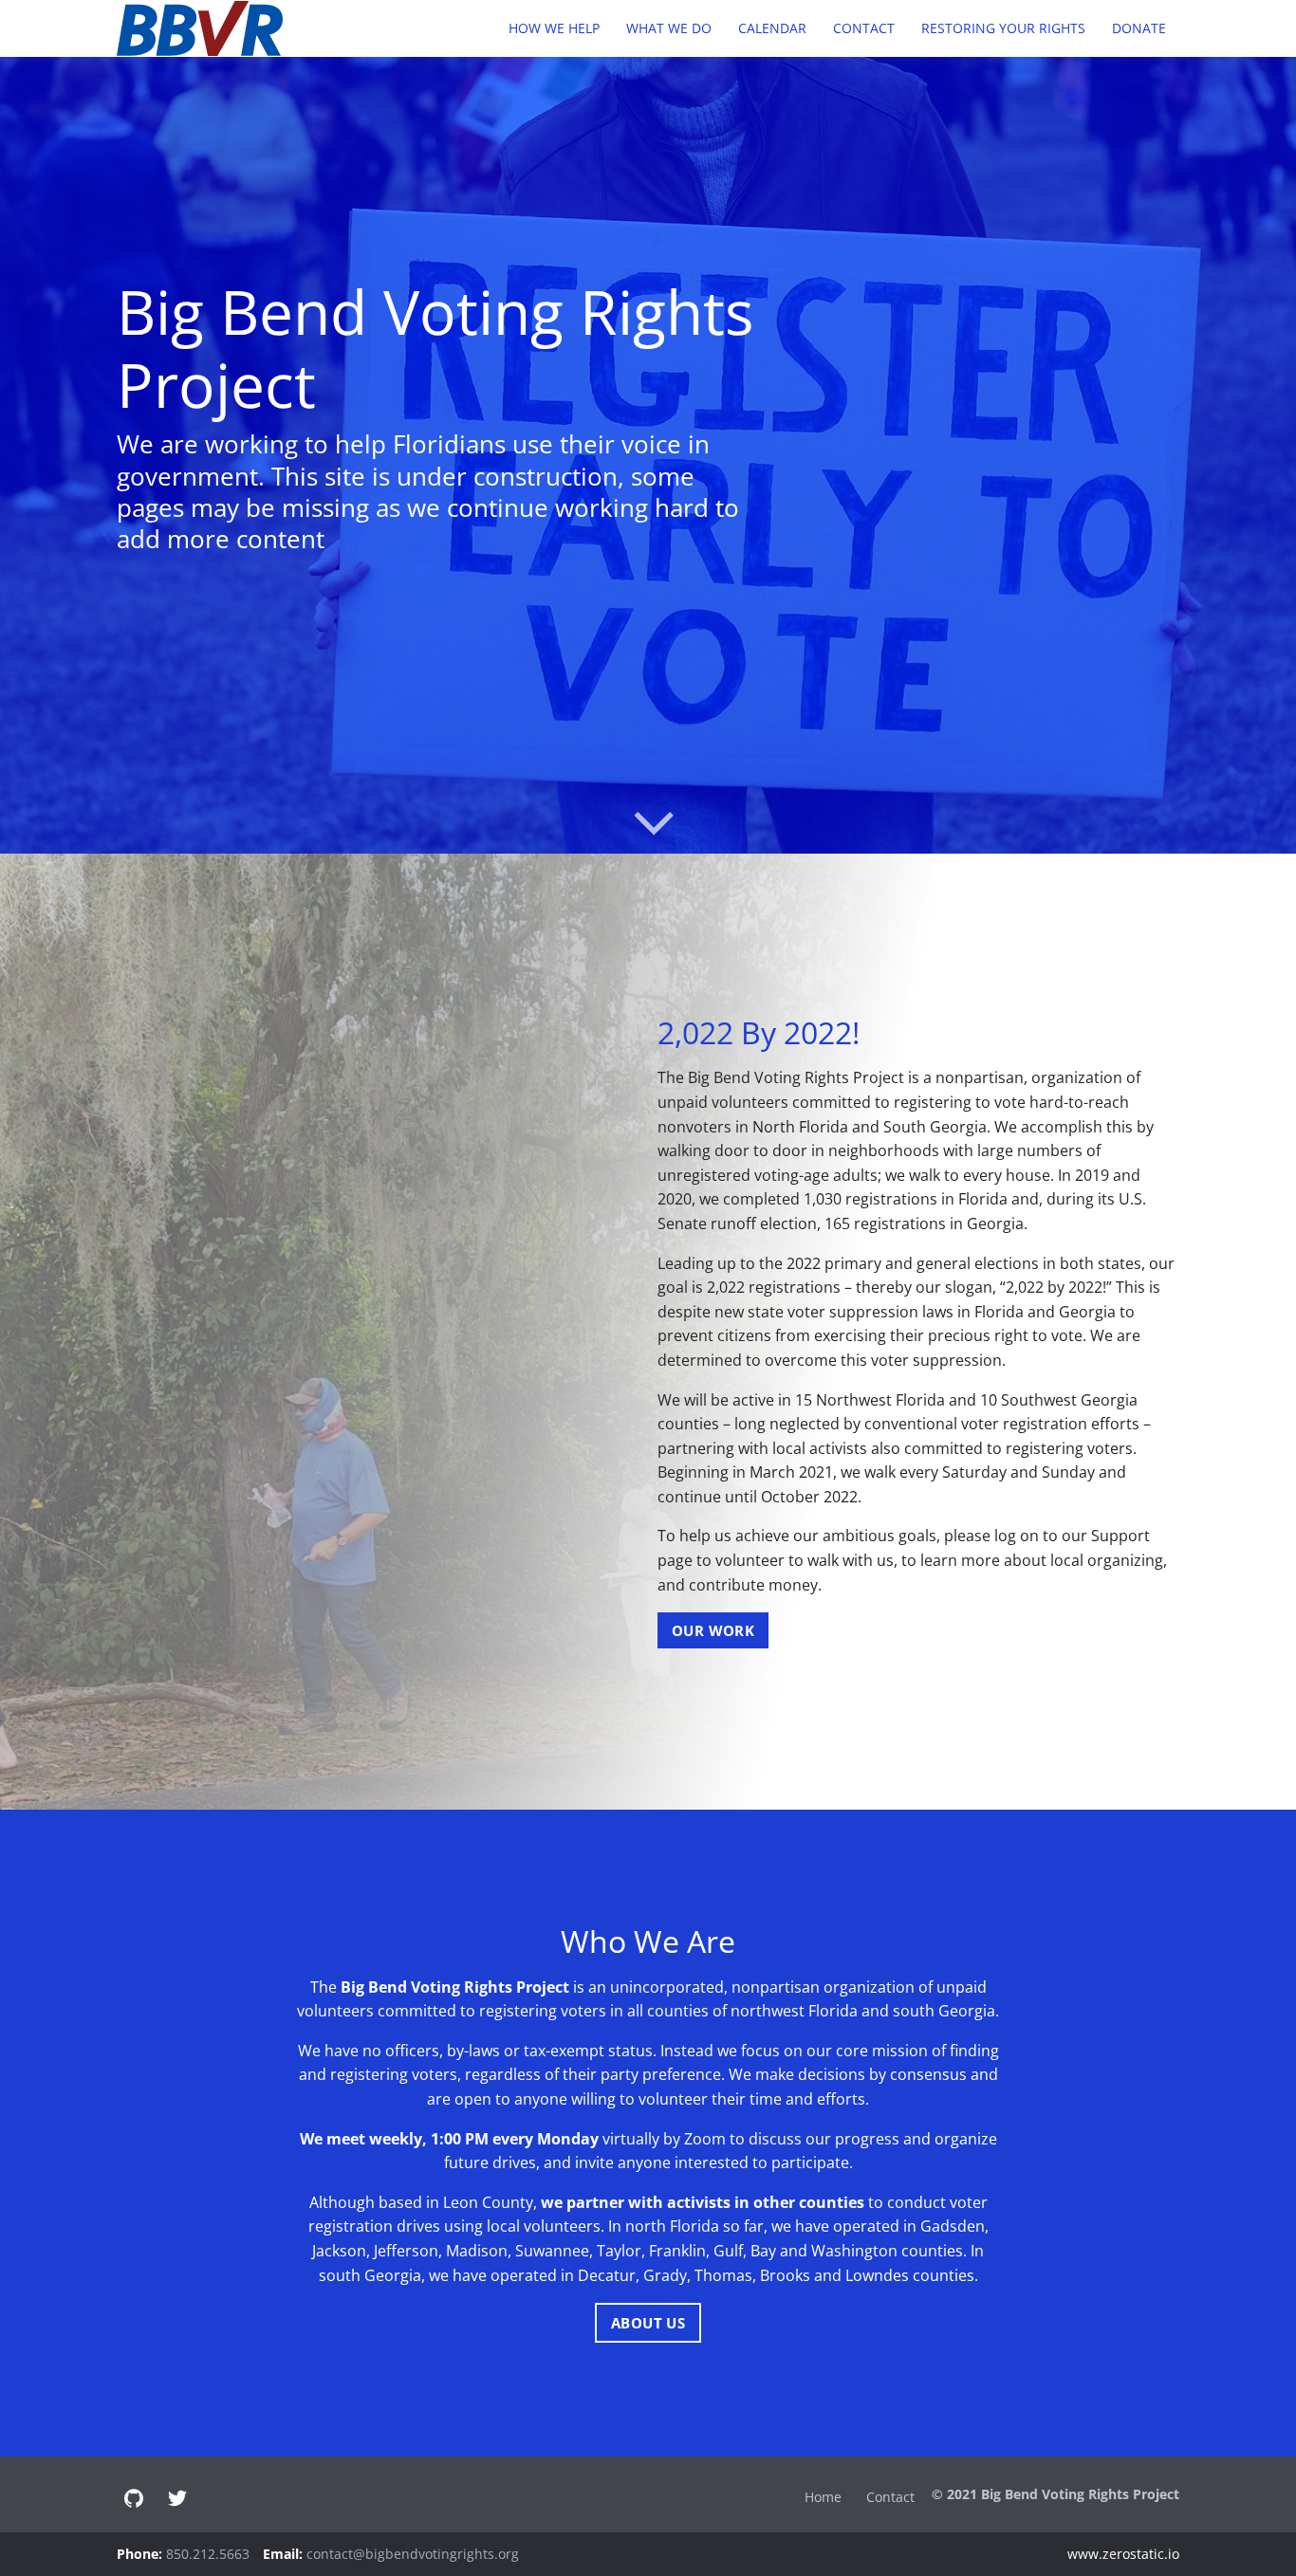 BBVR
HOW WE HELP WHAT WE DO CALENDAR CONTACT RESTORING YOUR RIGHTS DONATE
REGISTER
EARLY TO
VOTE
Big Bend Voting Rights
Project
We are working to help Floridians use their voice in
government. This site is under construction, some
pages may be missing as we continue working hard to
add more content
2,022 By 2022!
The Big Bend Voting Rights Project is a nonpartisan, organization of
unpaid volunteers committed to registering to vote hard-to-reach
nonvoters in North Florida and South Georgia. We accomplish this by
walking door to door in neighborhoods with large numbers of
unregistered voting-age adults; we walk to every house. In 2019 and
2020, we completed 1,030 registrations in Florida and, during its U.S.
Senate runoff election, 165 registrations in Georgia.
Leading up to the 2022 primary and general elections in both states, our
goal is 2,022 registrations – thereby our slogan, “2,022 by 2022!” This is
despite new state voter suppression laws in Florida and Georgia to
prevent citizens from exercising their precious right to vote. We are
determined to overcome this voter suppression.
We will be active in 15 Northwest Florida and 10 Southwest Georgia
counties – long neglected by conventional voter registration efforts –
partnering with local activists also committed to registering voters.
Beginning in March 2021, we walk every Saturday and Sunday and
continue until October 2022.
To help us achieve our ambitious goals, please log on to our Support
page to volunteer to walk with us, to learn more about local organizing,
and contribute money.
OUR WORK
Who We Are
The Big Bend Voting Rights Project is an unincorporated, nonpartisan organization of unpaid
volunteers committed to registering voters in all counties of northwest Florida and south Georgia.
We have no officers, by-laws or tax-exempt status. Instead we focus on our core mission of finding
and registering voters, regardless of their party preference. We make decisions by consensus and
are open to anyone willing to volunteer their time and efforts.
We meet weekly, 1:00 PM every Monday virtually by Zoom to discuss our progress and organize
future drives, and invite anyone interested to participate.
Although based in Leon County, we partner with activists in other counties to conduct voter
registration drives using local volunteers. In north Florida so far, we have operated in Gadsden,
Jackson, Jefferson, Madison, Suwannee, Taylor, Franklin, Gulf, Bay and Washington counties. In
south Georgia, we have operated in Decatur, Grady, Thomas, Brooks and Lowndes counties.
ABOUT US
Home Contact © 2021 Big Bend Voting Rights Project
Phone: 850.212.5663 Email: contact@bigbendvotingrights.org www.zerostatic.io